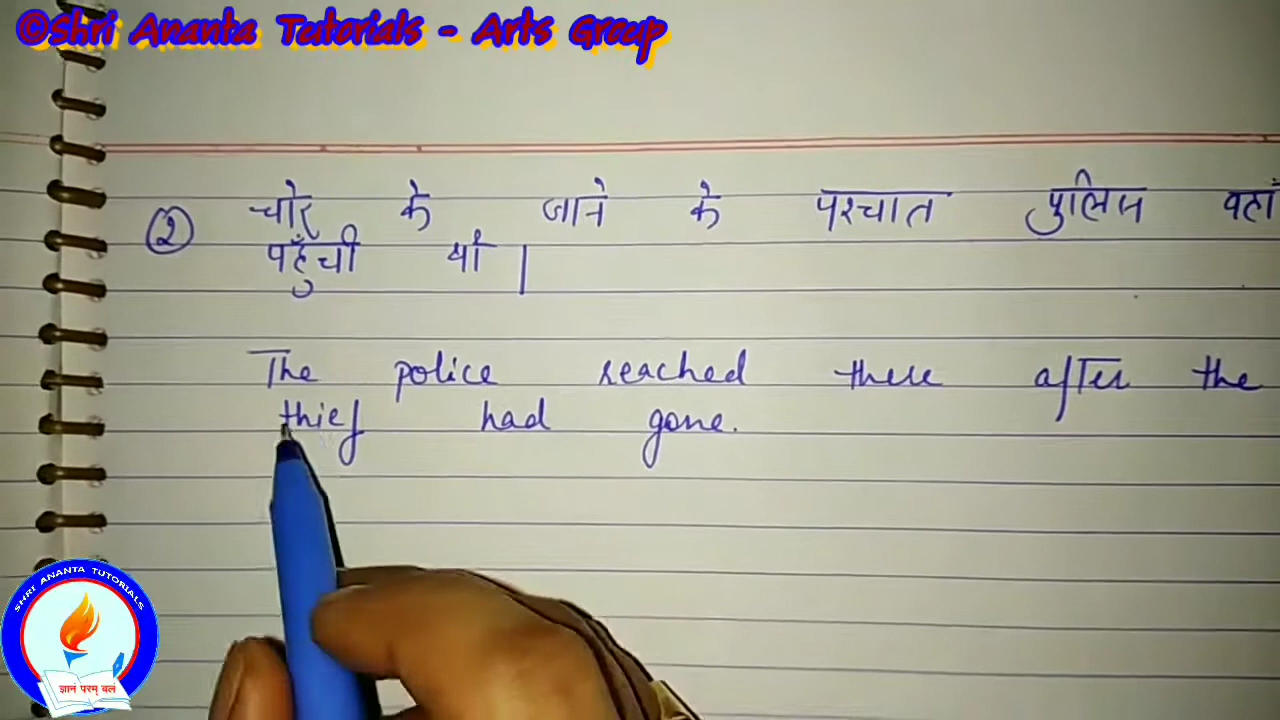 ©Shri Ananta Tutorials - Arts Group
२ चोर के जाने के पश्चात पुलिस वहाँ
पहुँची थी |
The police reached there after the
thief had gone.
SHRI ANANTA TUTORIALS
ज्ञानं परमं बलं